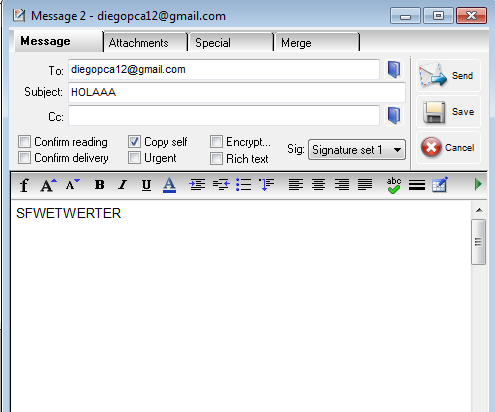 Message 2 - diegopca12@gmail.com
Message Attachments Special Merge
To: diegopca12@gmail.com
Send
Subject: HOLAAA
Cc:
Save
Confirm reading Copy self Encrypt...
Sig: Signature set 1
Cancel
Confirm delivery Urgent Rich text
f A A B I U A abc
SFWETWERTER